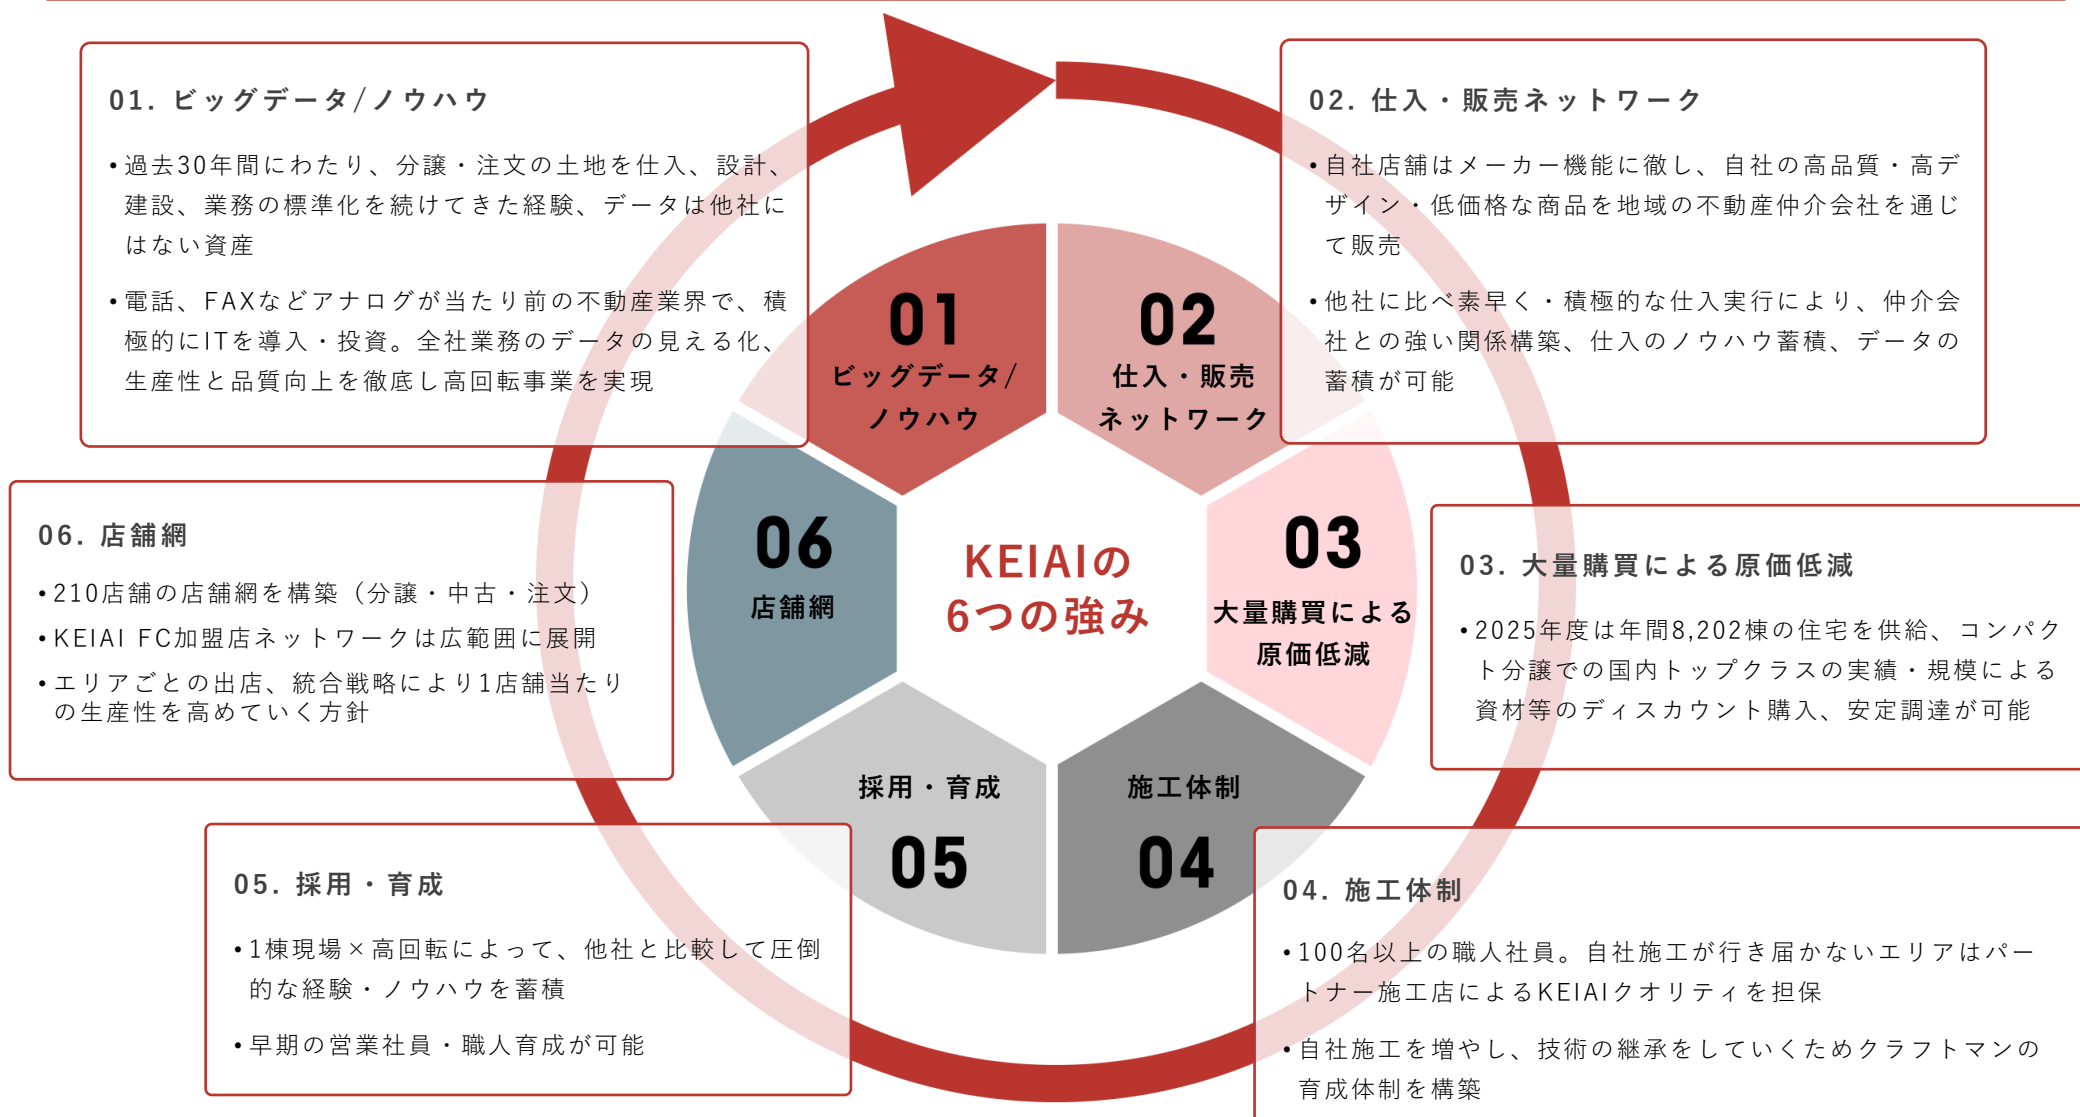 01. ビッグデータ/ノウハウ
•過去30年間にわたり、分譲・注文の土地を仕入、設計、
建設、業務の標準化を続けてきた経験、データは他社に
はない資産
•電話、FAXなどアナログが当たり前の不動産業界で、積
極的にITを導入・投資。全社業務のデータの見える化、
生産性と品質向上を徹底し高回転事業を実現
02. 仕入・販売ネットワーク
•自社店舗はメーカー機能に徹し、自社の高品質・高デ
ザイン・低価格な商品を地域の不動産仲介会社を通じ
て販売
•他社に比べ素早く・積極的な仕入実行により、仲介会
社との強い関係構築、仕入のノウハウ蓄積、データの
蓄積が可能
01
ビッグデータ/
ノウハウ
02
仕入・販売
ネットワーク
06. 店舗網
•210店舗の店舗網を構築（分譲・中古・注文）
•KEIAI FC加盟店ネットワークは広範囲に展開
•エリアごとの出店、統合戦略により1店舗当たり
の生産性を高めていく方針
06
店舗網
KEIAIの
6つの強み
03
大量購買による
原価低減
03. 大量購買による原価低減
•2025年度は年間8,202棟の住宅を供給、コンパク
ト分譲での国内トップクラスの実績・規模による
資材等のディスカウント購入、安定調達が可能
採用・育成
05
施工体制
04
05. 採用・育成
•1棟現場×高回転によって、他社と比較して圧倒
的な経験・ノウハウを蓄積
•早期の営業社員・職人育成が可能
04. 施工体制
•100名以上の職人社員。自社施工が行き届かないエリアはパー
トナー施工店によるKEIAIクオリティを担保
•自社施工を増やし、技術の継承をしていくためクラフトマンの
育成体制を構築